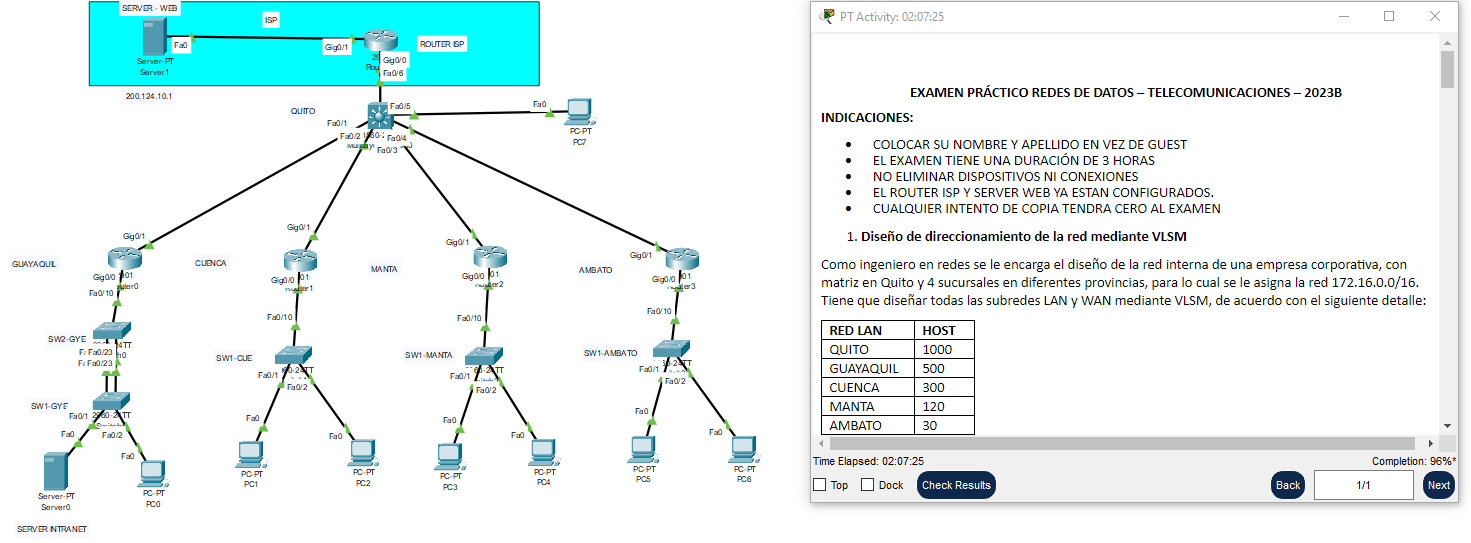 SERVER - WEB
ISP
Fa0
Gig0/1
ROUTER ISP
Server-PT
Server1
Gig0/0
Fa0/6
200.124.10.1
QUITO
Fa0/1
Fa0/2
Fa0/3
Fa0/4
Fa0/5
Fa0
PC-PT
PC7
GUAYAQUIL
Gig0/1
Gig0/0
Fa0/10
SW2-GYE
Fa0/23
Fa0/23
SW1-GYE
Fa0/1
Fa0/2
Fa0
Fa0
Server-PT
Server0
PC-PT
PC0
SERVER INTRANET
CUENCA
Gig0/1
Gig0/0
Fa0/10
SW1-CUE
Fa0/1
Fa0/2
Fa0
Fa0
PC-PT
PC1
PC-PT
PC2
MANTA
Gig0/1
Gig0/0
Fa0/10
SW1-MANTA
Fa0/1
Fa0/2
Fa0
Fa0
PC-PT
PC3
PC-PT
PC4
AMBATO
Gig0/1
Gig0/0
Fa0/10
SW1-AMBATO
Fa0/1
Fa0/2
Fa0
Fa0
PC-PT
PC5
PC-PT
PC6
PT Activity: 02:07:25
EXAMEN PRÁCTICO REDES DE DATOS – TELECOMUNICACIONES – 2023B
INDICACIONES:
• COLOCAR SU NOMBRE Y APELLIDO EN VEZ DE GUEST
• EL EXAMEN TIENE UNA DURACIÓN DE 3 HORAS
• NO ELIMINAR DISPOSITIVOS NI CONEXIONES
• EL ROUTER ISP Y SERVER WEB YA ESTAN CONFIGURADOS.
• CUALQUIER INTENTO DE COPIA TENDRA CERO AL EXAMEN
1. Diseño de direccionamiento de la red mediante VLSM
Como ingeniero en redes se le encarga el diseño de la red interna de una empresa corporativa, con
matriz en Quito y 4 sucursales en diferentes provincias, para lo cual se le asigna la red 172.16.0.0/16.
Tiene que diseñar todas las subredes LAN y WAN mediante VLSM, de acuerdo con el siguiente detalle:
RED LAN HOST
QUITO 1000
GUAYAQUIL 500
CUENCA 300
MANTA 120
AMBATO 30
Time Elapsed: 02:07:25
Completion: 96%*
Top
Dock
Check Results
Back
1/1
Next